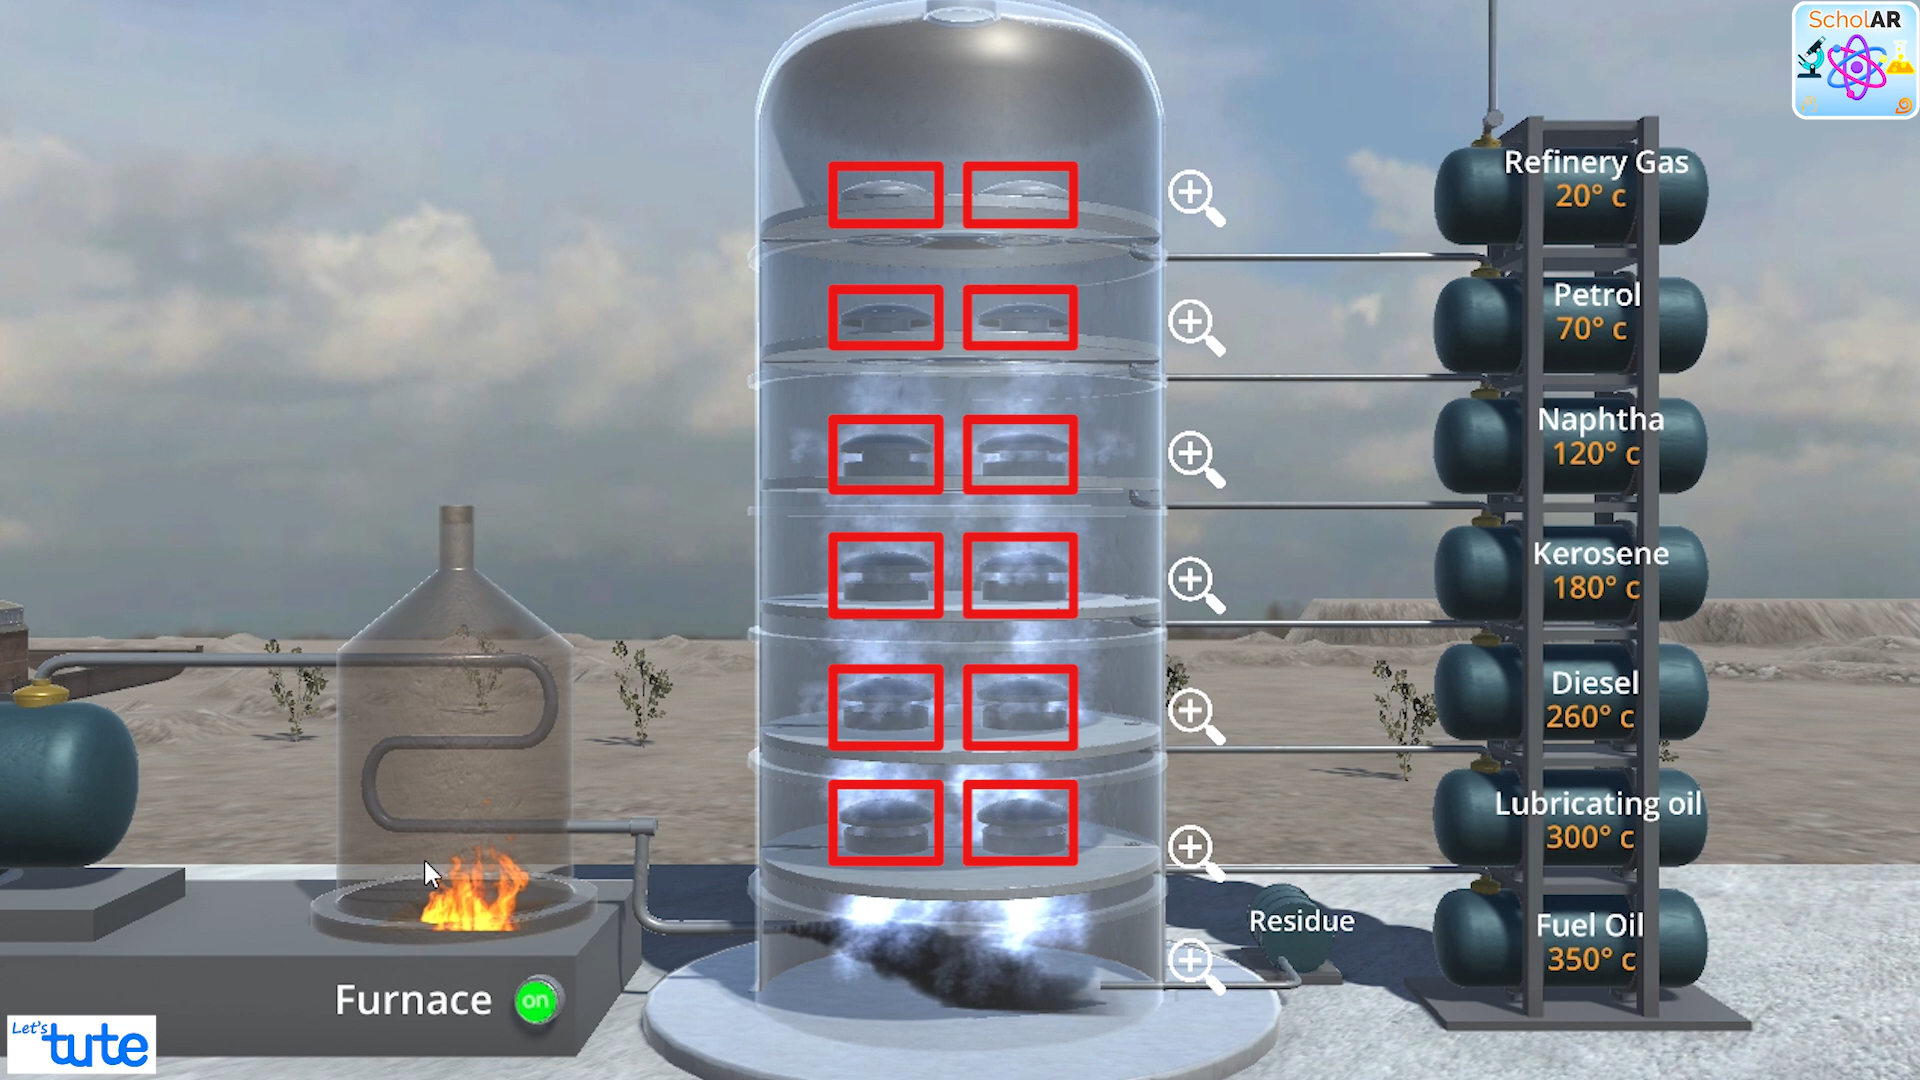 ScholAR
Refinery Gas
20° c
Petrol
70° c
Naphtha
120° c
Kerosene
180° c
Diesel
260° c
Lubricating oil
300° c
Residue
Fuel Oil
350° c
Furnace
on
Let's
tute